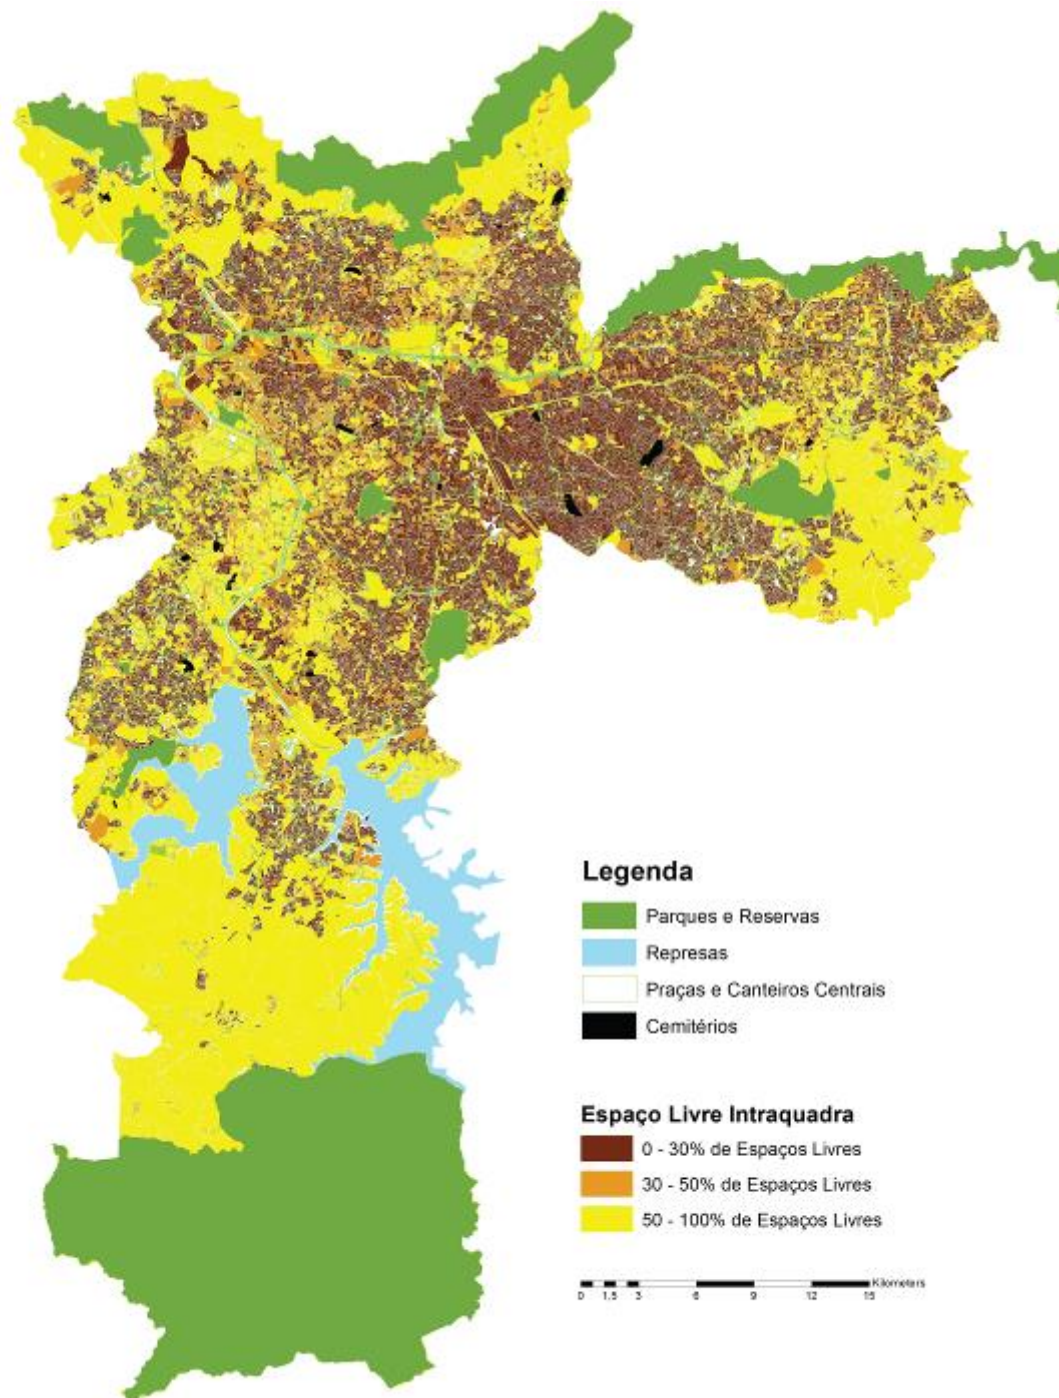 Legenda
Parques e Reservas
Represas
Praças e Canteiros Centrais
Cemitérios
Espaço Livre Intraquadra
0 - 30% de Espaços Livres
30 - 50% de Espaços Livres
50 - 100% de Espaços Livres
Kilometers
0 1,5 3 6 9 12 15